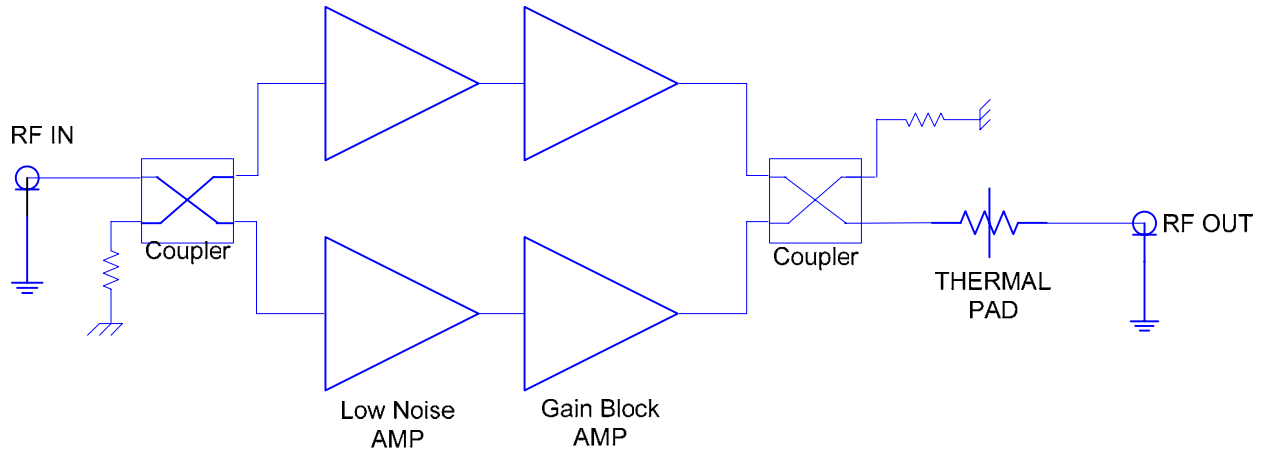 RF IN
Coupler
Coupler
RF OUT
THERMAL
PAD
Low Noise
AMP
Gain Block
AMP